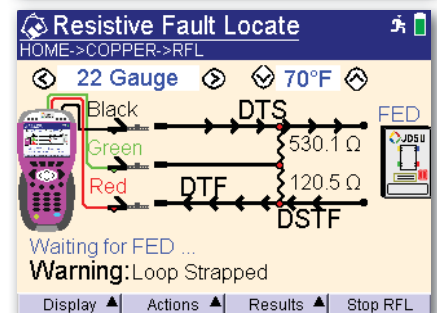 Resistive Fault Locate
HOME->COPPER->RFL
22 Gauge 70°F
Black DTS FED
JDSU
Green 530.1 Ω
Red DTF 120.5 Ω
DSTF
Waiting for FED ...
Warning: Loop Strapped
Display Actions Results Stop RFL